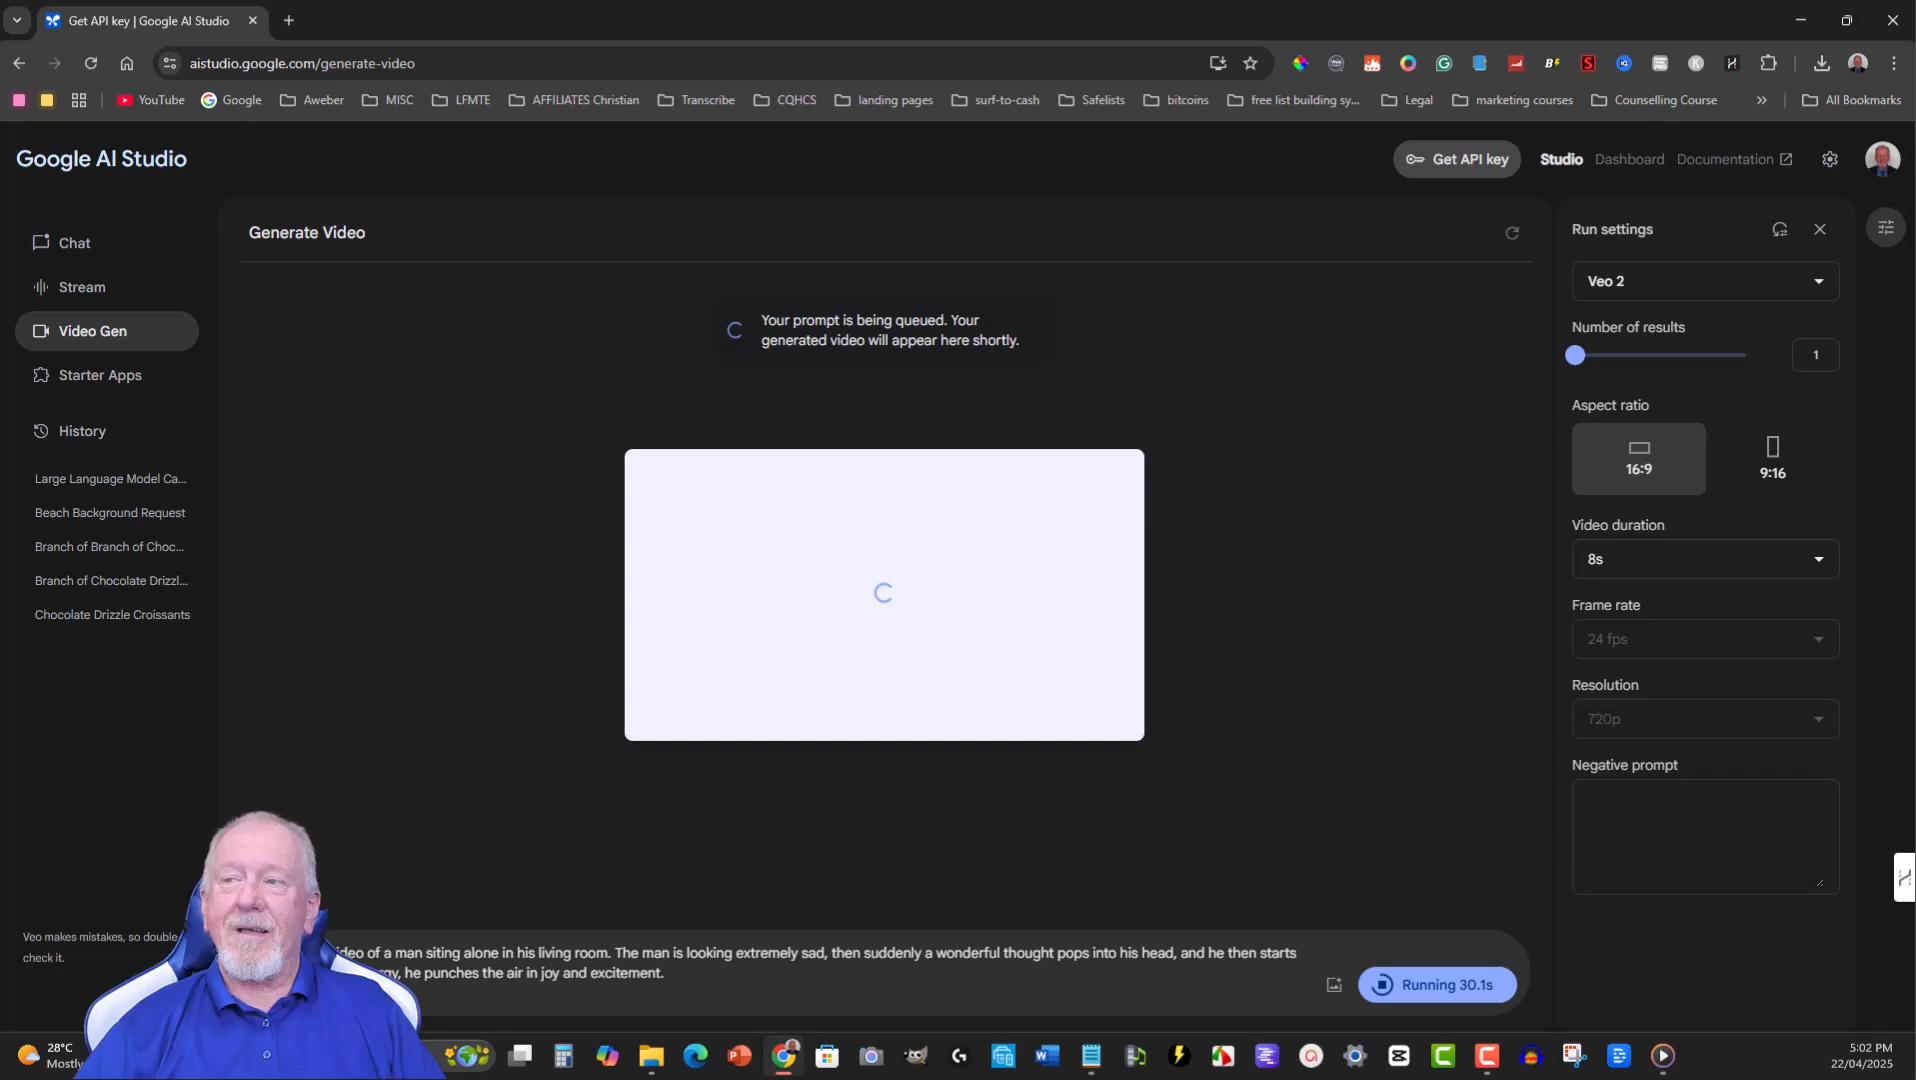 Get API key | Google AI Studio
aistudio.google.com/generate-video
YouTube
Google
Aweber
MISC
LFMTE
AFFILIATES Christian
Transcribe
CQHCS
landing pages
surf-to-cash
Safelists
bitcoins
free list building sy...
Legal
marketing courses
Counselling Course
All Bookmarks
Google AI Studio
Get API key
Studio
Dashboard
Documentation
Chat
Stream
Video Gen
Starter Apps
History
Large Language Model Ca...
Beach Background Request
Branch of Branch of Choc...
Branch of Chocolate Drizzl...
Chocolate Drizzle Croissants
Veo makes mistakes, so double
check it.
Generate Video
Your prompt is being queued. Your
generated video will appear here shortly.
of a man siting alone in his living room. The man is looking extremely sad, then suddenly a wonderful thought pops into his head, and he then starts
he punches the air in joy and excitement.
Running 30.1s
Run settings
Veo 2
Number of results
1
Aspect ratio
16:9
9:16
Video duration
8s
Frame rate
24 fps
Resolution
720p
Negative prompt
28°C
Mostly
5:02 PM
22/04/2025